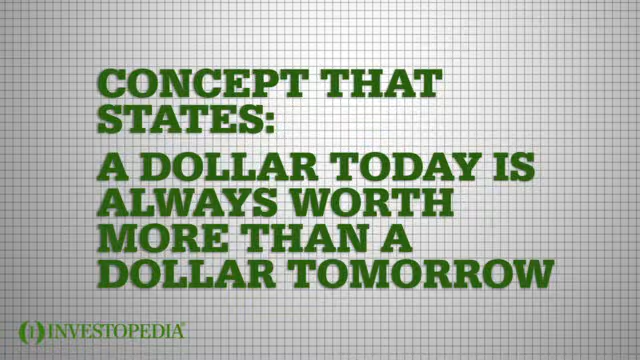 CONCEPT THAT
STATES:
A DOLLAR TODAY IS
ALWAYS WORTH
MORE THAN A
DOLLAR TOMORROW
INVESTOPEDIA®